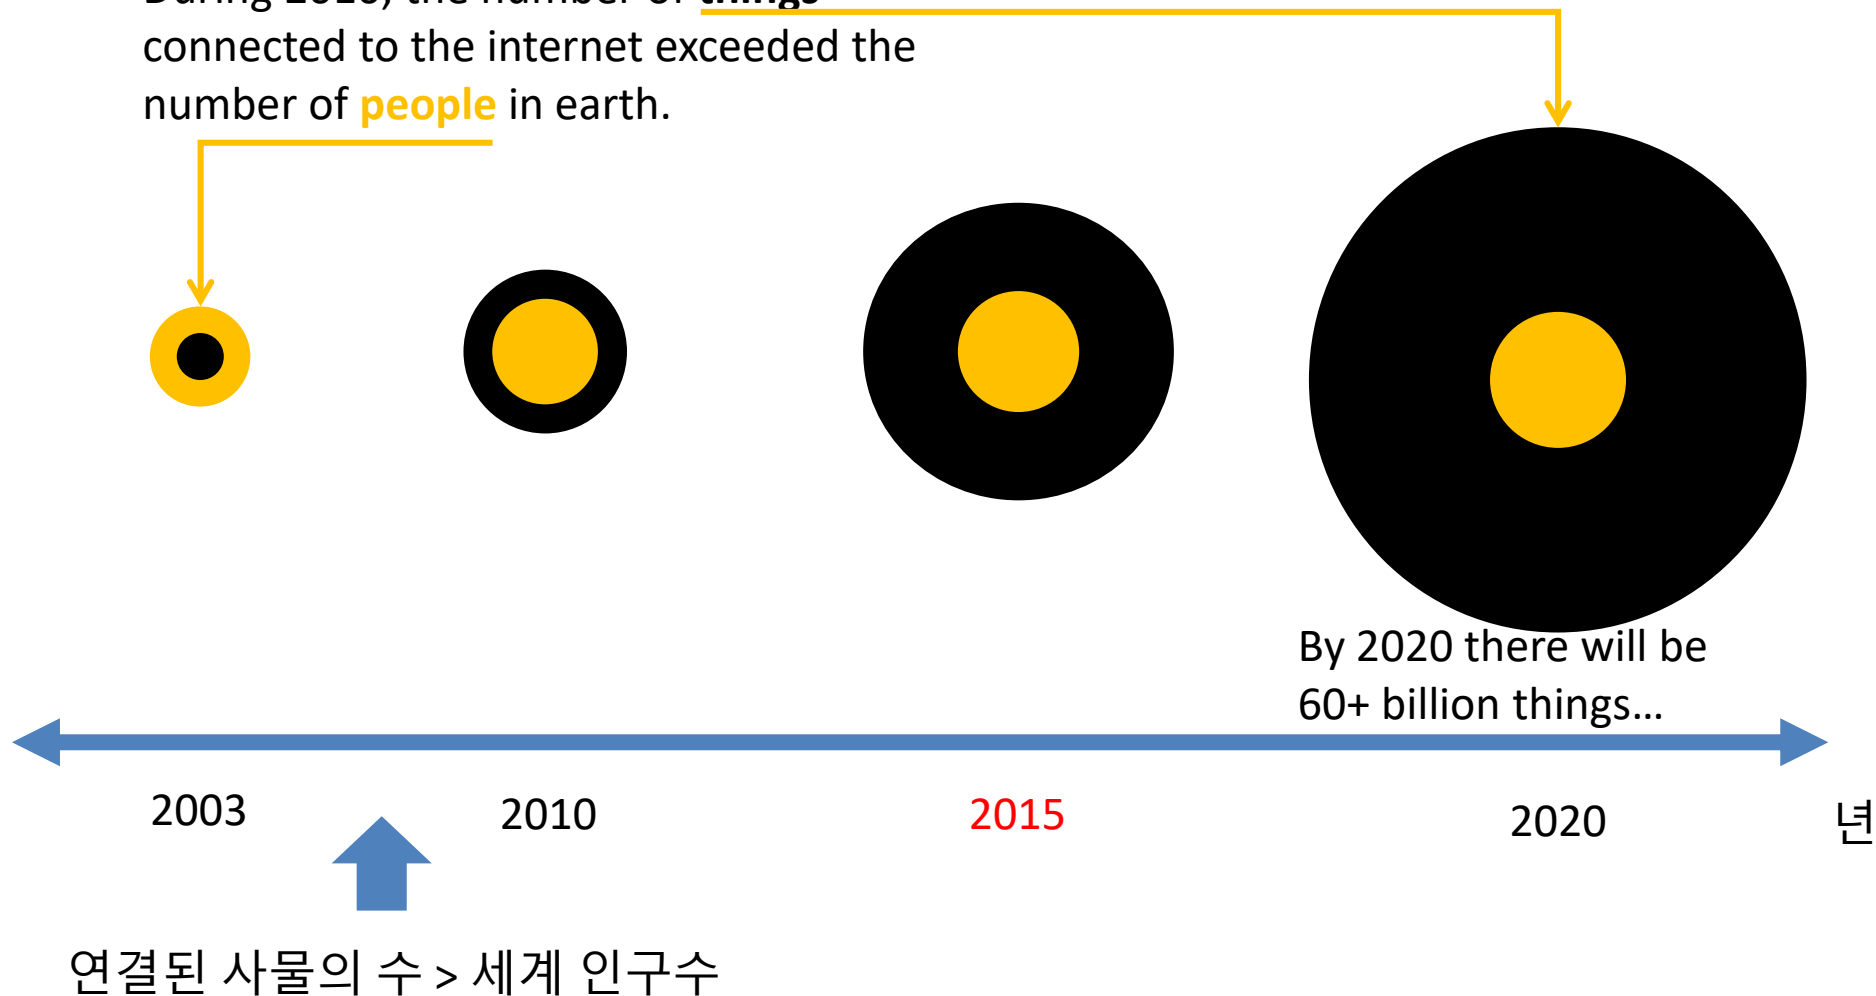 connected to the internet exceeded the
number of people in earth.
By 2020 there will be
60+ billion things…
2003
2010
2015
2020
년
연결된 사물의 수 > 세계 인구수